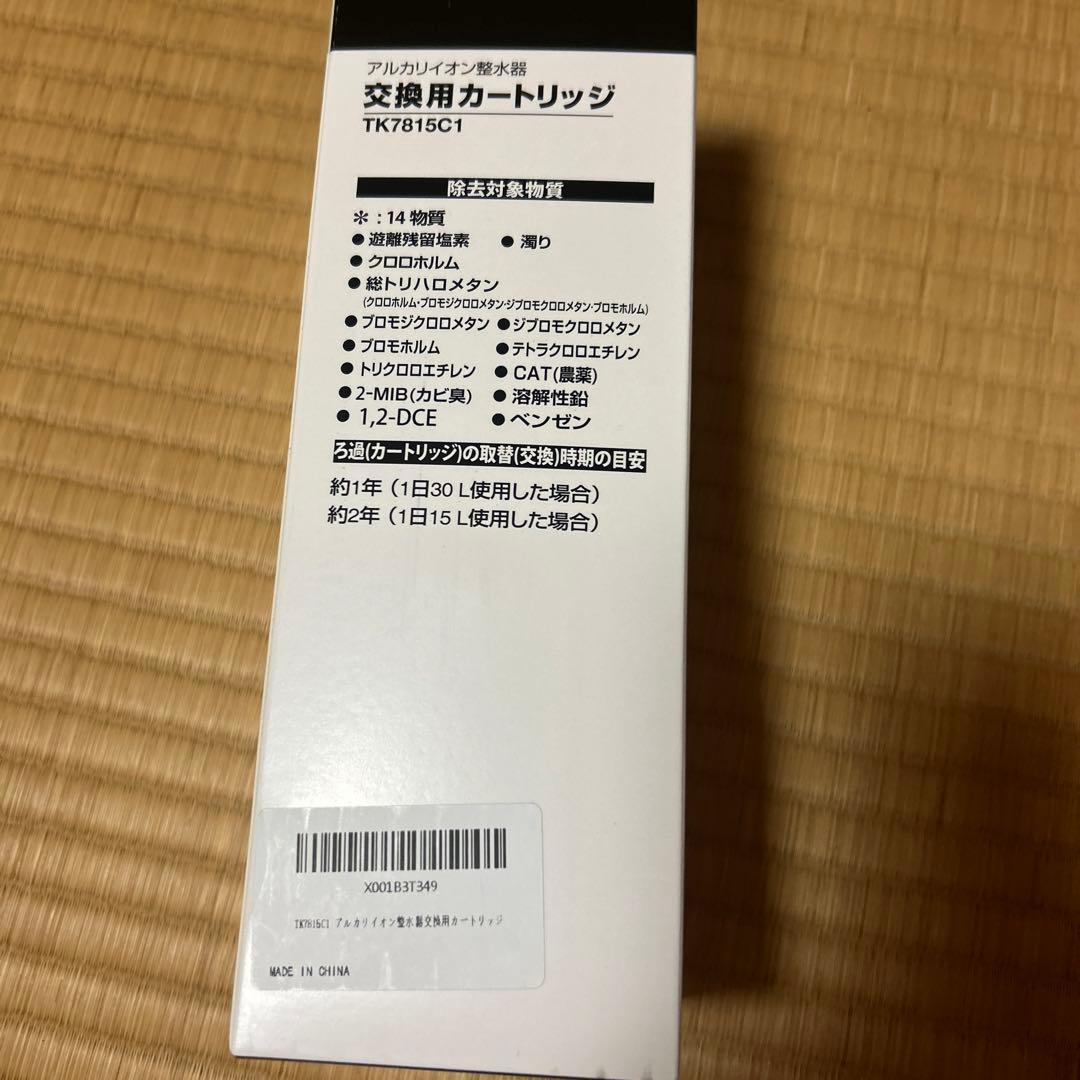 アルカリイオン整水器
交換用カートリッジ
TK7815C1
除去対象物質
＊ : 14 物質
● 遊離残留塩素 ● 濁り
● クロロホルム
● 総トリハロメタン
(クロロホルム・ブロモジクロロメタン・ジブロモクロロメタン・ブロモホルム)
● ブロモジクロロメタン ● ジブロモクロロメタン
● ブロモホルム ● テトラクロロエチレン
● トリクロロエチレン ● CAT(農薬)
● 2-MIB(カビ臭) ● 溶解性鉛
● 1,2-DCE ● ベンゼン
ろ過(カートリッジ)の取替(交換)時期の目安
約1年（1日30 L使用した場合）
約2年（1日15 L使用した場合）
X001B3T349
TK7815C1 アルカリイオン整水器交換用カートリッジ
MADE IN CHINA